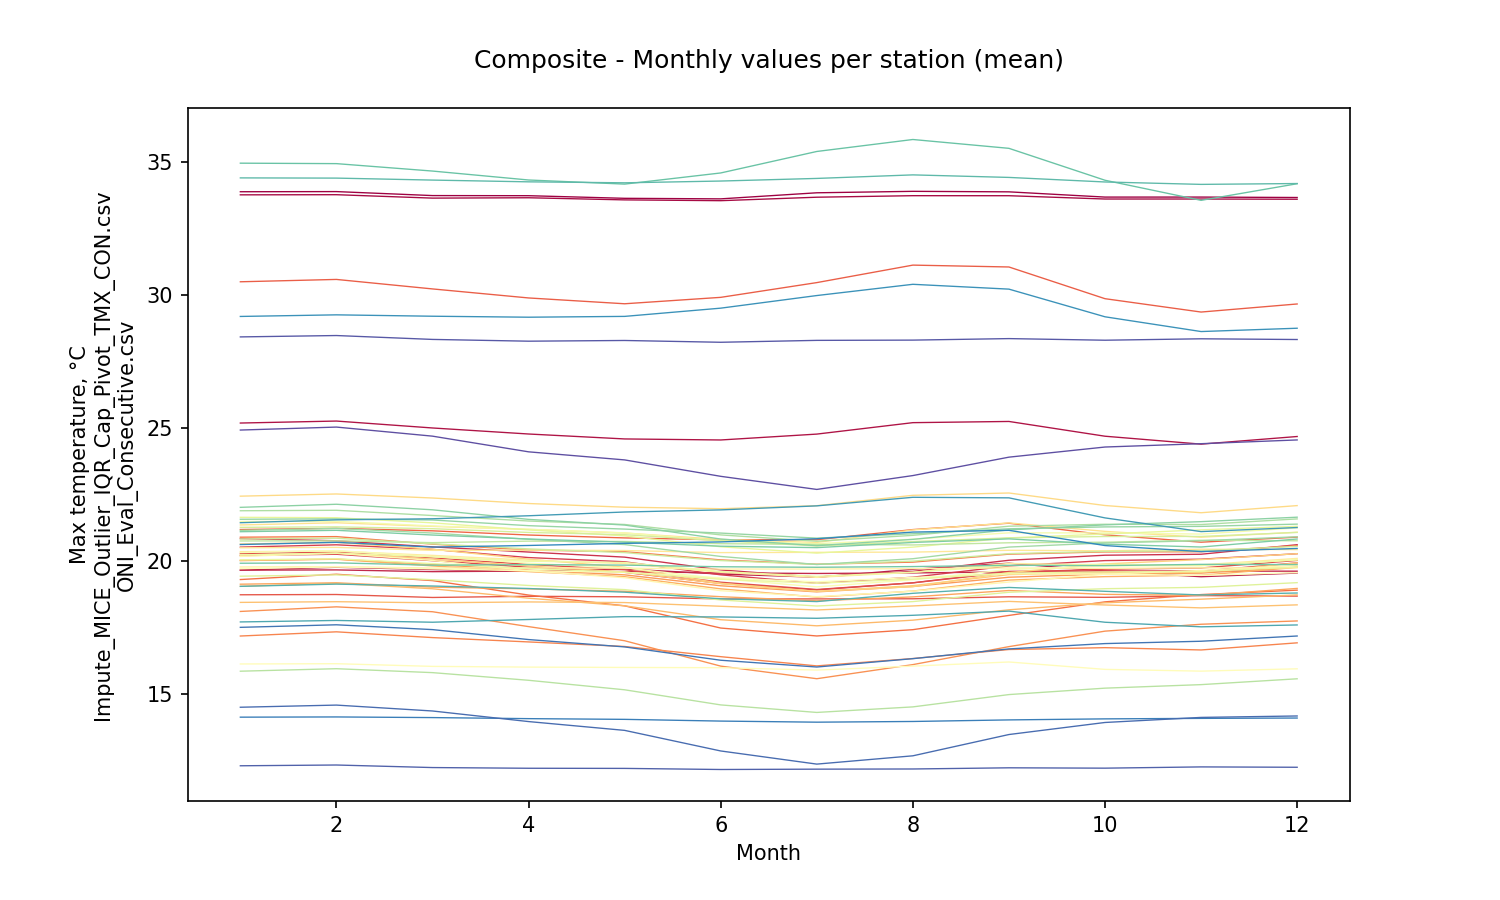 Composite - Monthly values per station (mean)
Max temperature, °C
Impute_MICE_Outlier_IQR_Cap_Pivot_TMX_CON.csv
ONI_Eval_Consecutive.csv
35
30
25
20
15
2
4
6
8
10
12
Month